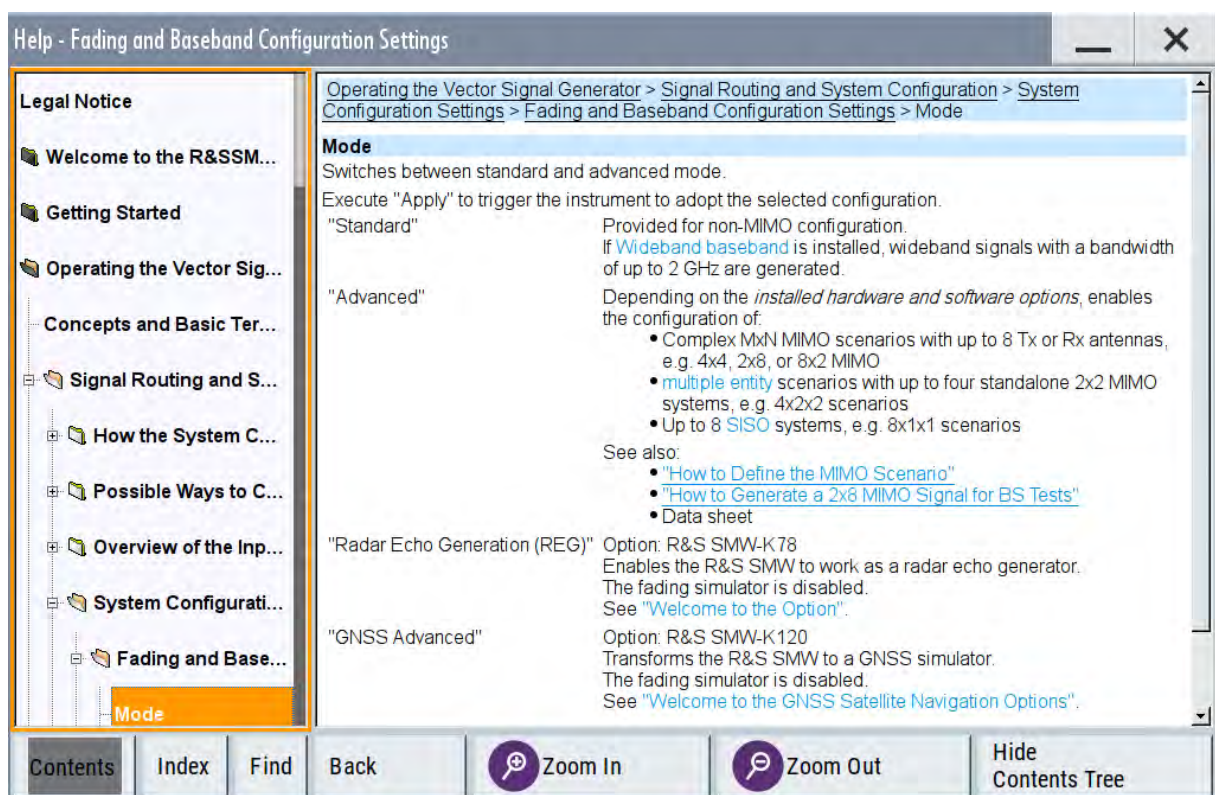 Help - Fading and Baseband Configuration Settings
Legal Notice
Welcome to the R&SSM...
Getting Started
Operating the Vector Sig...
Concepts and Basic Ter...
Signal Routing and S...
How the System C...
Possible Ways to C...
Overview of the Inp...
System Configurati...
Fading and Base...
Mode
Operating the Vector Signal Generator > Signal Routing and System Configuration > System
Configuration Settings > Fading and Baseband Configuration Settings > Mode
Mode
Switches between standard and advanced mode.
Execute "Apply" to trigger the instrument to adopt the selected configuration.
"Standard" Provided for non-MIMO configuration.
If Wideband baseband is installed, wideband signals with a bandwidth
of up to 2 GHz are generated.
"Advanced" Depending on the installed hardware and software options, enables
the configuration of:
• Complex MxN MIMO scenarios with up to 8 Tx or Rx antennas,
e.g. 4x4, 2x8, or 8x2 MIMO
• multiple entity scenarios with up to four standalone 2x2 MIMO
systems, e.g. 4x2x2 scenarios
• Up to 8 SISO systems, e.g. 8x1x1 scenarios
See also:
• "How to Define the MIMO Scenario"
• "How to Generate a 2x8 MIMO Signal for BS Tests"
• Data sheet
"Radar Echo Generation (REG)" Option: R&S SMW-K78
Enables the R&S SMW to work as a radar echo generator.
The fading simulator is disabled.
See "Welcome to the Option".
"GNSS Advanced" Option: R&S SMW-K120
Transforms the R&S SMW to a GNSS simulator.
The fading simulator is disabled.
See "Welcome to the GNSS Satellite Navigation Options".
Contents Index Find Back Zoom In Zoom Out Hide
Contents Tree